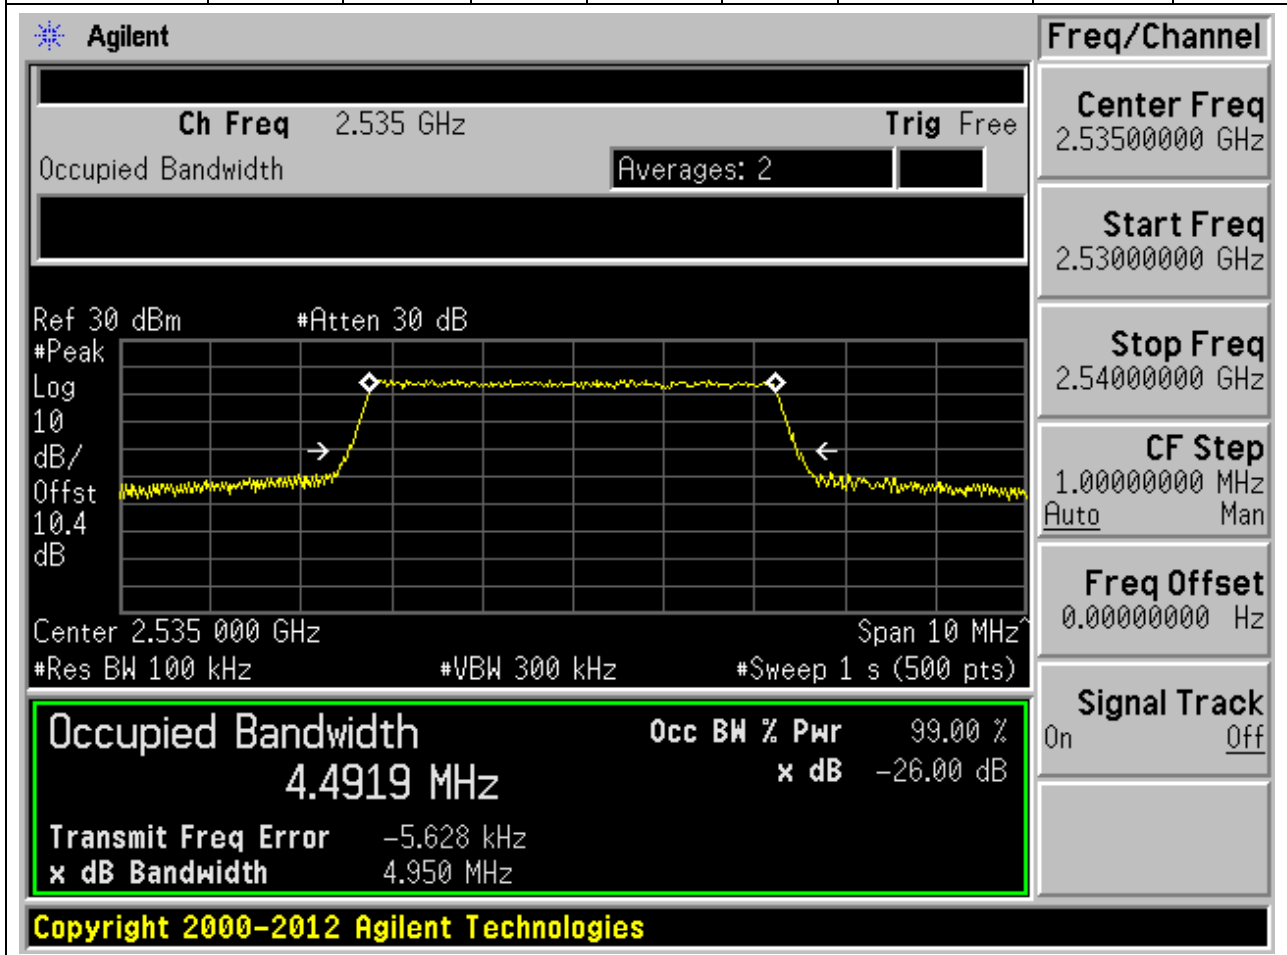 Agilent
Freq/Channel
Ch Freq 2.535 GHz Trig Free
Occupied Bandwidth Averages: 2
Center Freq
2.53500000 GHz
Start Freq
2.53000000 GHz
Stop Freq
2.54000000 GHz
CF Step
1.00000000 MHz
Auto Man
Freq Offset
0.00000000 Hz
Signal Track
On Off
Ref 30 dBm #Atten 30 dB
#Peak
Log
10
dB/
Offst
10.4
dB
Center 2.535 000 GHz Span 10 MHz^
#Res BW 100 kHz #VBW 300 kHz #Sweep 1 s (500 pts)
Occupied Bandwidth Occ BW % Pwr 99.00 %
4.4919 MHz x dB -26.00 dB
Transmit Freq Error -5.628 kHz
x dB Bandwidth 4.950 MHz
Copyright 2000-2012 Agilent Technologies